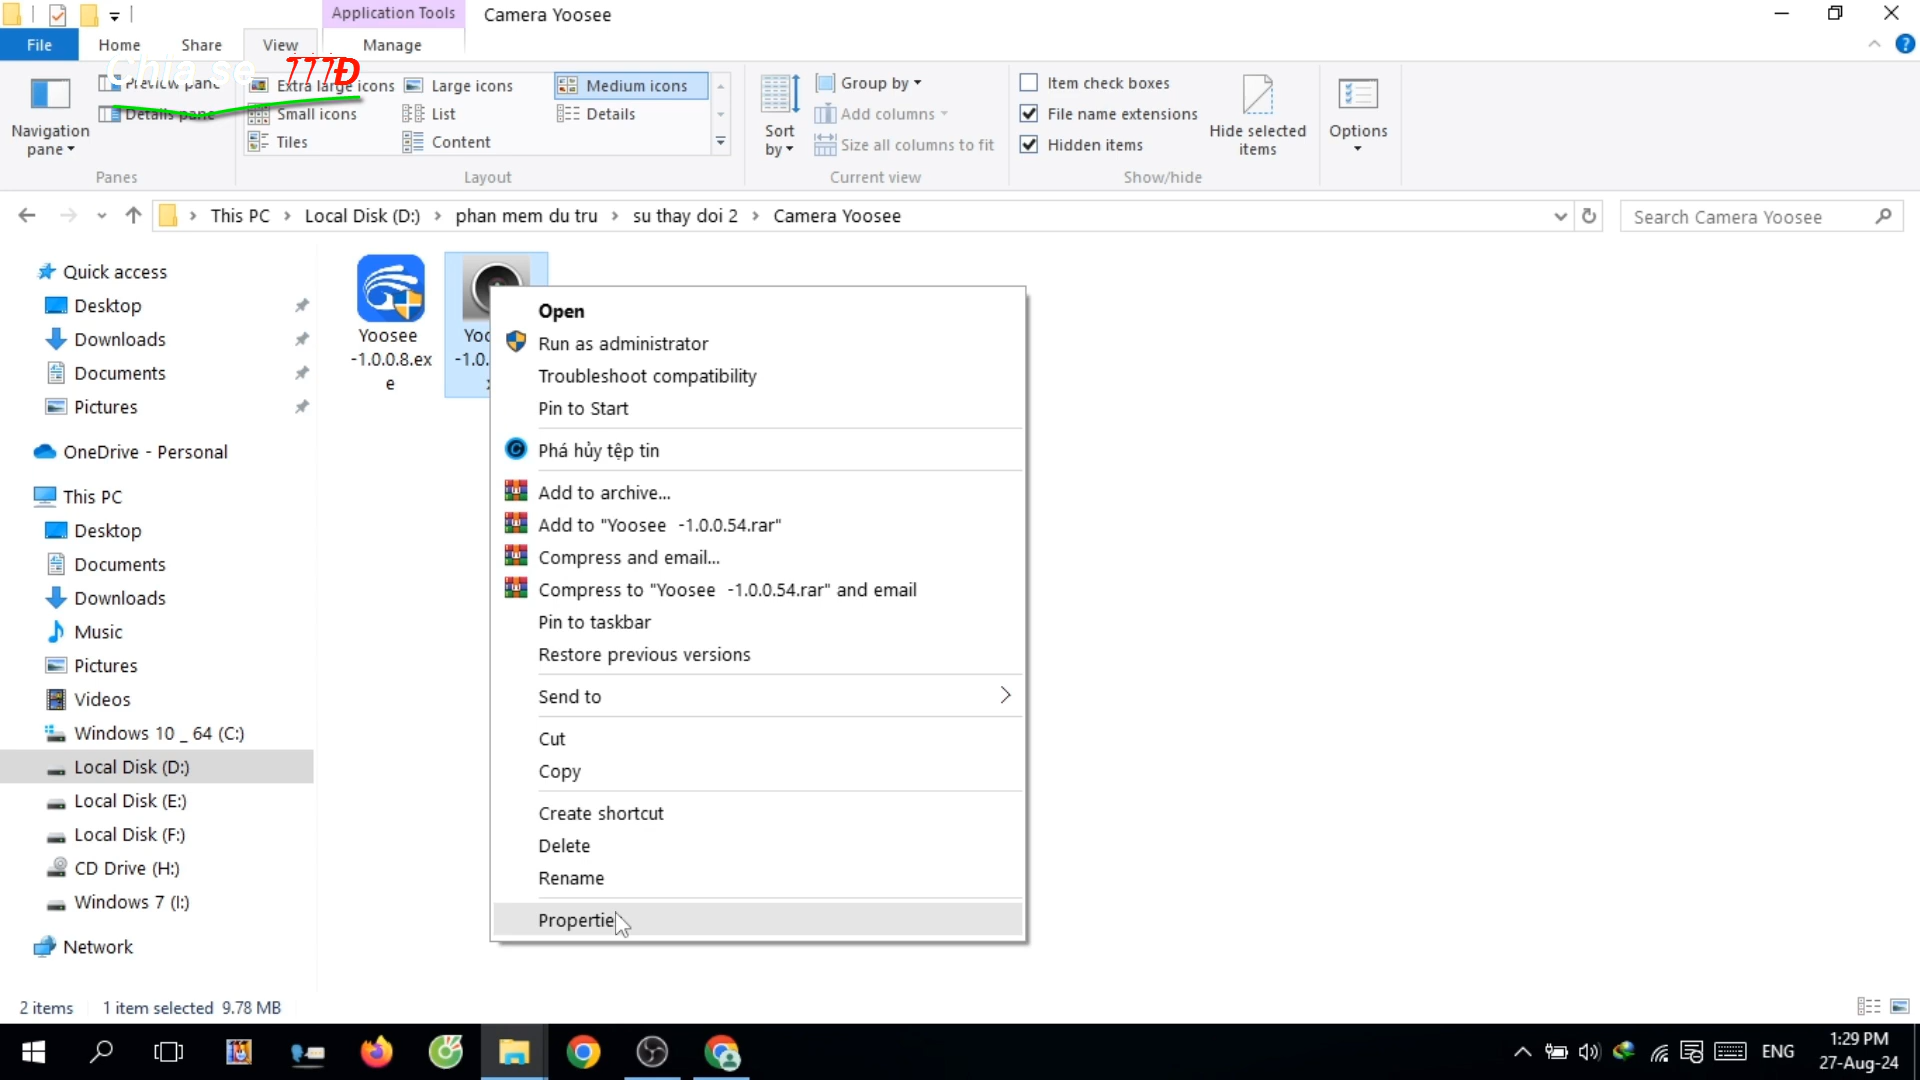 Application Tools
Camera Yoosee
File
Home
Share
View
Manage
Chia sẻ 777Đ
Navigation pane
Preview pane
Details pane
Extra large icons
Large icons
Medium icons
Small icons
List
Details
Tiles
Content
Sort by
Group by
Add columns
Size all columns to fit
Item check boxes
File name extensions
Hidden items
Hide selected items
Options
Panes
Layout
Current view
Show/hide
This PC
Local Disk (D:)
phan mem du tru
su thay doi 2
Camera Yoosee
Search Camera Yoosee
Quick access
Desktop
Downloads
Documents
Pictures
OneDrive - Personal
This PC
Desktop
Documents
Downloads
Music
Pictures
Videos
Windows 10 _ 64 (C:)
Local Disk (D:)
Local Disk (E:)
Local Disk (F:)
CD Drive (H:)
Windows 7 (I:)
Network
Yoosee
-1.0.0.8.ex
e
Open
Run as administrator
Troubleshoot compatibility
Pin to Start
Phá hủy tệp tin
Add to archive...
Add to "Yoosee  -1.0.0.54.rar"
Compress and email...
Compress to "Yoosee  -1.0.0.54.rar" and email
Pin to taskbar
Restore previous versions
Send to
Cut
Copy
Create shortcut
Delete
Rename
Propertie
2 items
1 item selected  9.78 MB
ENG
1:29 PM
27-Aug-24